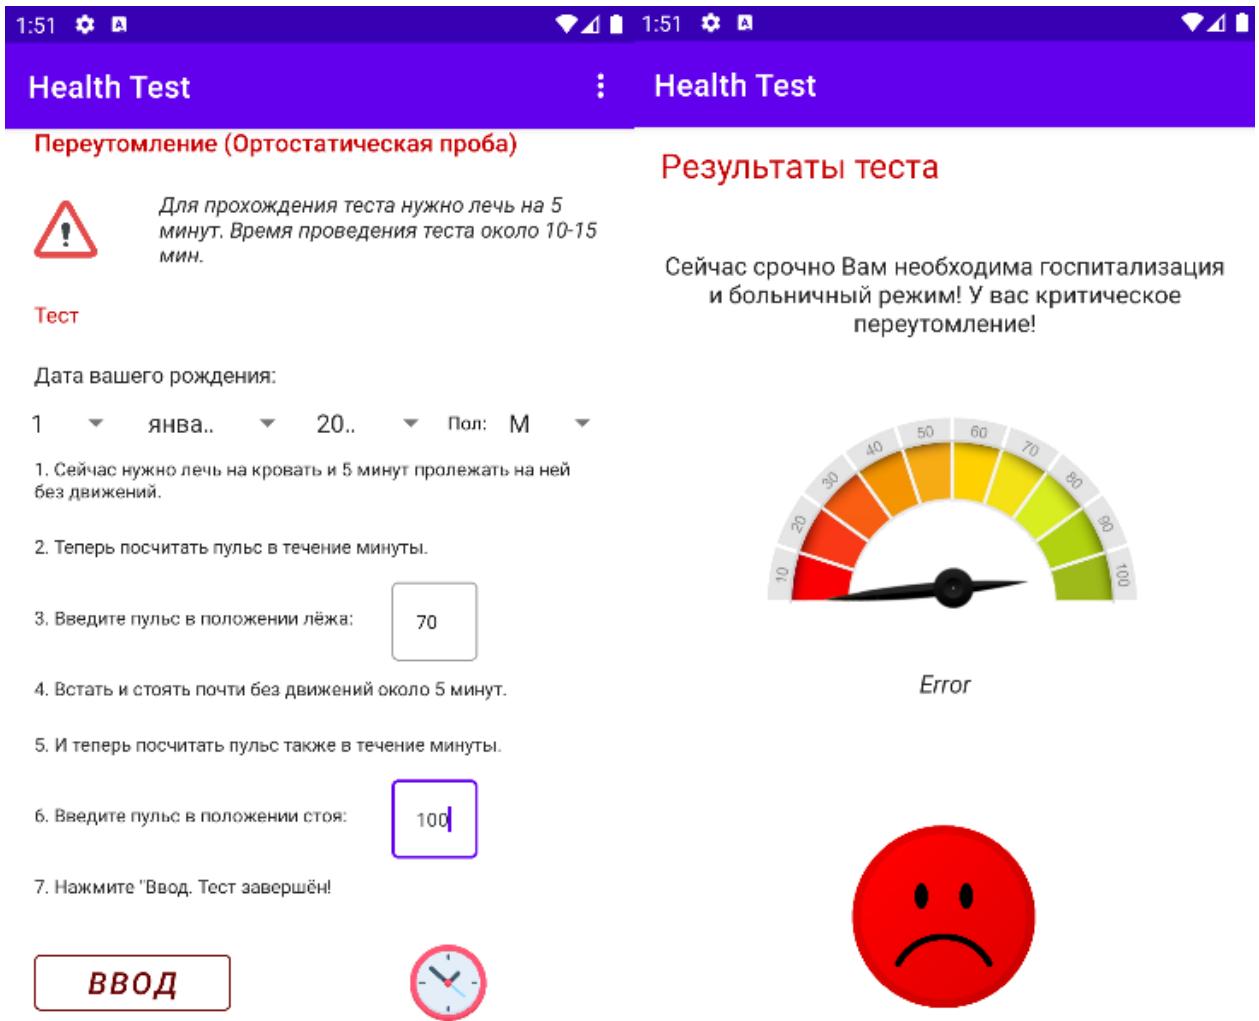 1:51
Health Test
Переутомление (Ортостатическая проба)
Для прохождения теста нужно лечь на 5
минут. Время проведения теста около 10-15
мин.
Тест
Дата вашего рождения:
1 янва.. 20.. Пол: М
1. Сейчас нужно лечь на кровать и 5 минут пролежать на ней
без движений.
2. Теперь посчитать пульс в течение минуты.
3. Введите пульс в положении лёжа: 70
4. Встать и стоять почти без движений около 5 минут.
5. И теперь посчитать пульс также в течение минуты.
6. Введите пульс в положении стоя: 100
7. Нажмите "Ввод. Тест завершён!
ВВОД
1:51
Health Test
Результаты теста
Сейчас срочно Вам необходима госпитализация
и больничный режим! У вас критическое
переутомление!
10 20 30 40 50 60 70 80 90 100
Error